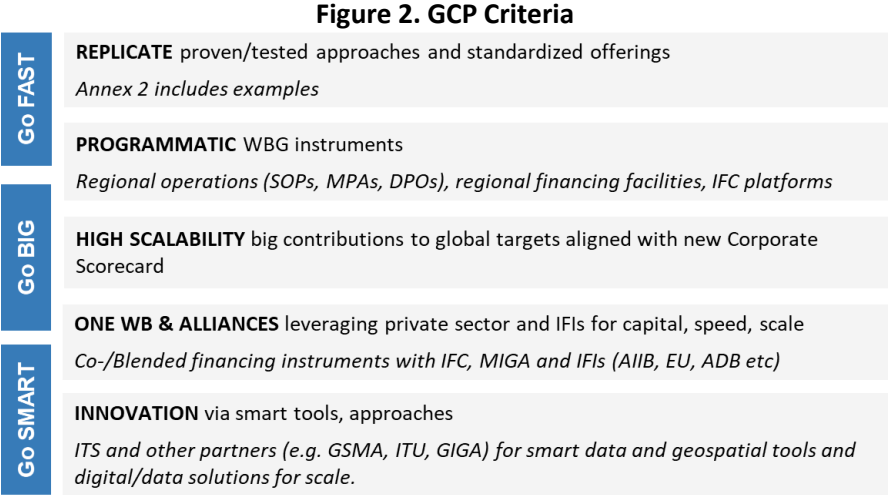 Figure 2. GCP Criteria
Go FAST
REPLICATE proven/tested approaches and standardized offerings
Annex 2 includes examples
PROGRAMMATIC WBG instruments
Regional operations (SOPs, MPAs, DPOs), regional financing facilities, IFC platforms
Go BIG
HIGH SCALABILITY big contributions to global targets aligned with new Corporate
Scorecard
ONE WB & ALLIANCES leveraging private sector and IFIs for capital, speed, scale
Co-/Blended financing instruments with IFC, MIGA and IFIs (AIIB, EU, ADB etc)
Go SMART
INNOVATION via smart tools, approaches
ITS and other partners (e.g. GSMA, ITU, GIGA) for smart data and geospatial tools and
digital/data solutions for scale.